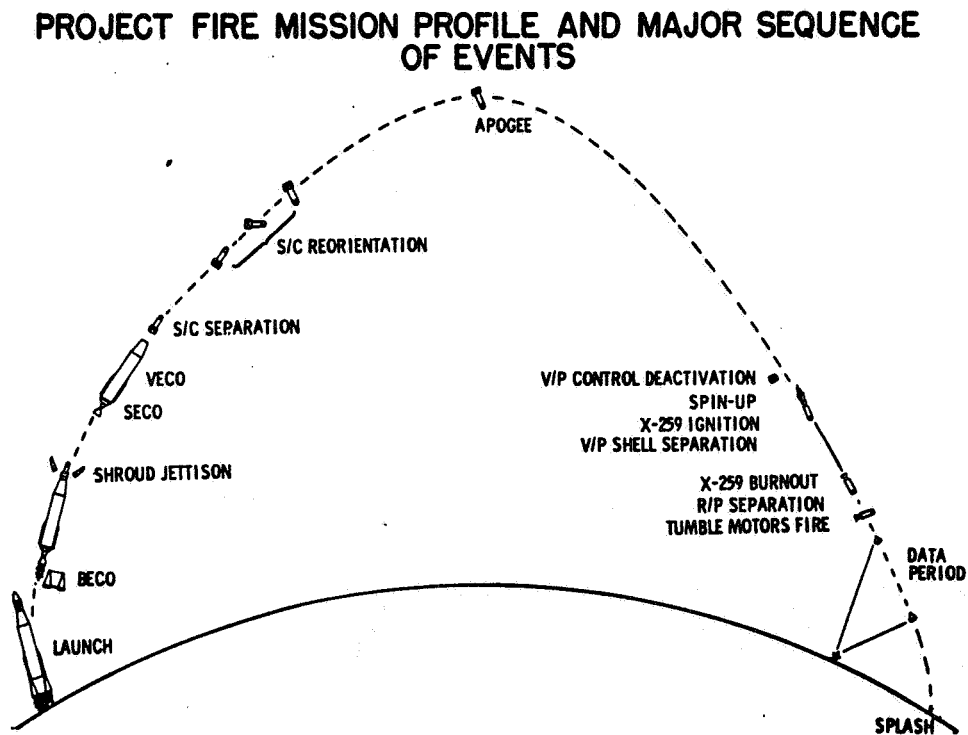 PROJECT FIRE MISSION PROFILE AND MAJOR SEQUENCE
OF EVENTS
APOGEE
S/C REORIENTATION
S/C SEPARATION
VECO
SECO
SHROUD JETTISON
BECO
LAUNCH
V/P CONTROL DEACTIVATION
SPIN-UP
X-259 IGNITION
V/P SHELL SEPARATION
X-259 BURNOUT
R/P SEPARATION
TUMBLE MOTORS FIRE
DATA
PERIOD
SPLASH